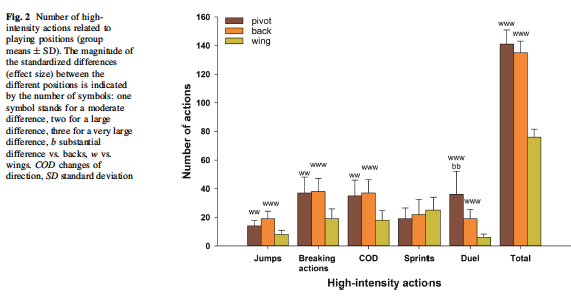 Fig. 2 Number of high-
intensity actions related to
playing positions (group
means ± SD). The magnitude of
the standardized differences
(effect size) between the
different positions is indicated
by the number of symbols: one
symbol stands for a moderate
difference, two for a large
difference, three for a very large
difference, b substantial
difference vs. backs, w vs.
wings. COD changes of
direction, SD standard deviation
160
140
120
100
80
60
40
20
0
Number of actions
pivot
back
wing
ww
www
ww
www
ww
www
www
bb
www
www
www
Jumps
Breaking
actions
COD
Sprints
Duel
Total
High-intensity actions